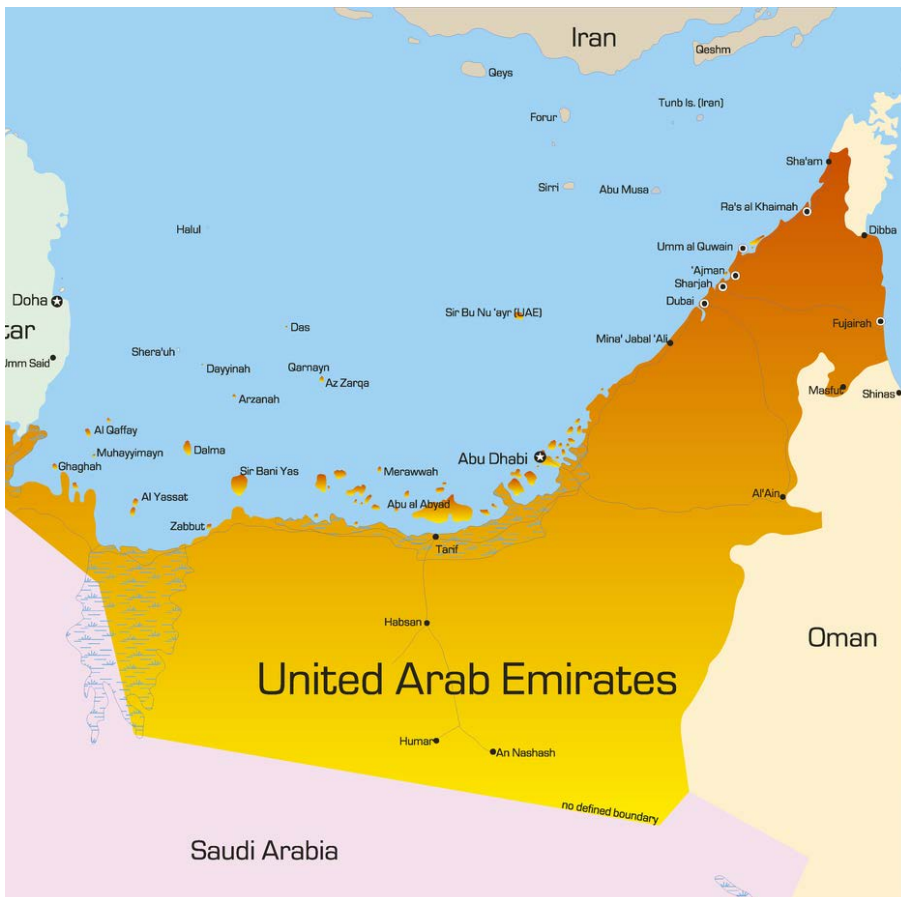 Iran
Qeshm
Qeys
Tunb Is. (Iran)
Forur
Sha'am
Sirri
Abu Musa
Ra's al Khaimah
Halul
Dibba
Umm al Quwain
'Ajman
Sharjah
Doha
Dubai
Sir Bu Nu 'ayr (UAE)
Fujairah
tar
Das
Mina' Jabal 'Ali
Shera'uh
Umm Said
Dayyinah
Qarnayn
Az Zarqa
Masfut
Shinas
Arzanah
Al Qaffay
Muhayyimayn
Dalma
Abu Dhabi
Ghaghah
Sir Bani Yas
Merawwah
Al Yassat
Abu al Abyad
Al'Ain
Zabbut
Tarif
Habsan
Oman
United Arab Emirates
Humar
An Nashash
no defined boundary
Saudi Arabia